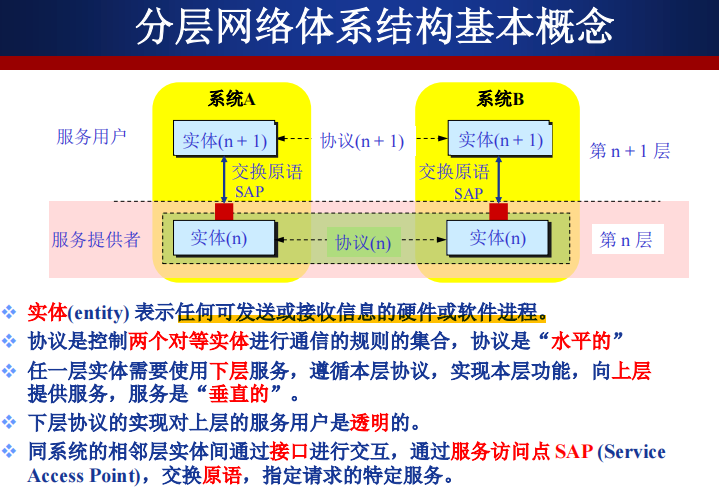 分层网络体系结构基本概念
系统A
系统B
服务用户
实体(n + 1)
协议(n + 1)
实体(n + 1)
第 n + 1 层
交换原语
SAP
交换原语
SAP
服务提供者
实体(n)
协议(n)
实体(n)
第 n 层
实体(entity) 表示任何可发送或接收信息的硬件或软件进程。
协议是控制两个对等实体进行通信的规则的集合，协议是“水平的”
任一层实体需要使用下层服务，遵循本层协议，实现本层功能，向上层
提供服务，服务是“垂直的”。
下层协议的实现对上层的服务用户是透明的。
同系统的相邻层实体间通过接口进行交互，通过服务访问点 SAP (Service
Access Point)，交换原语，指定请求的特定服务。